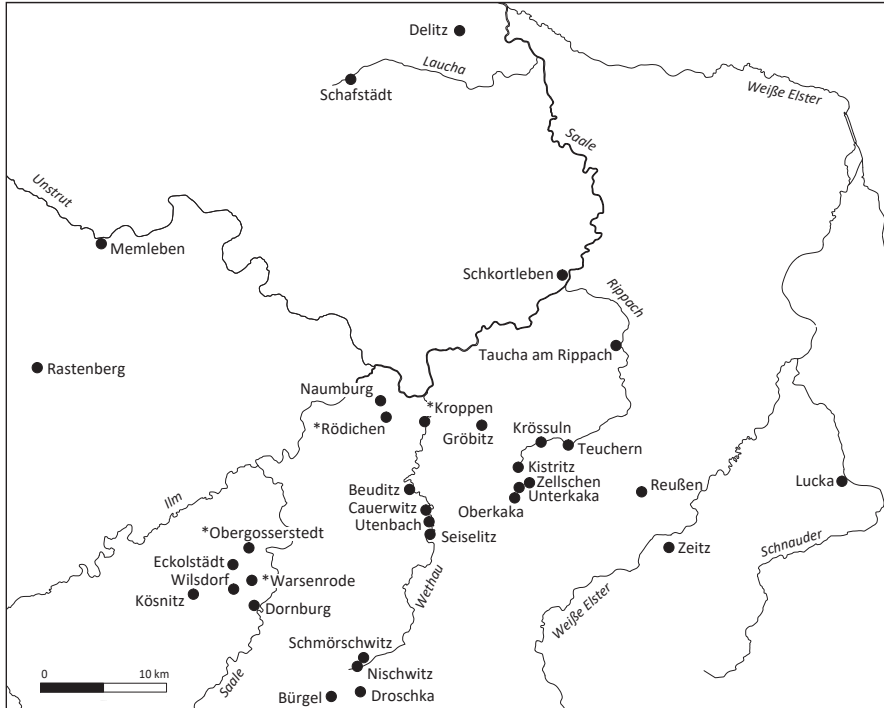 Delitz
Laucha
Schafstädt
Weiße Elster
Saale
Unstrut
Memleben
Schkortleben
Rippach
Taucha am Rippach
Rastenberg
Naumburg
*Kroppen
*Rödichen
Gröbitz
Krössuln
Teuchern
Kistritz
Zellschen
Unterkaka
Oberkaka
Reußen
Lucka
Beuditz
Cauerwitz
Utenbach
Seiselitz
Ilm
*Obergosserstedt
Eckolstädt
Wilsdorf
*Warsenrode
Kösnitz
Dornburg
Zeitz
Schnauder
Wethau
Weiße Elster
Schmörschwitz
Nischwitz
Saale
Bürgel
Droschka
0 10 km